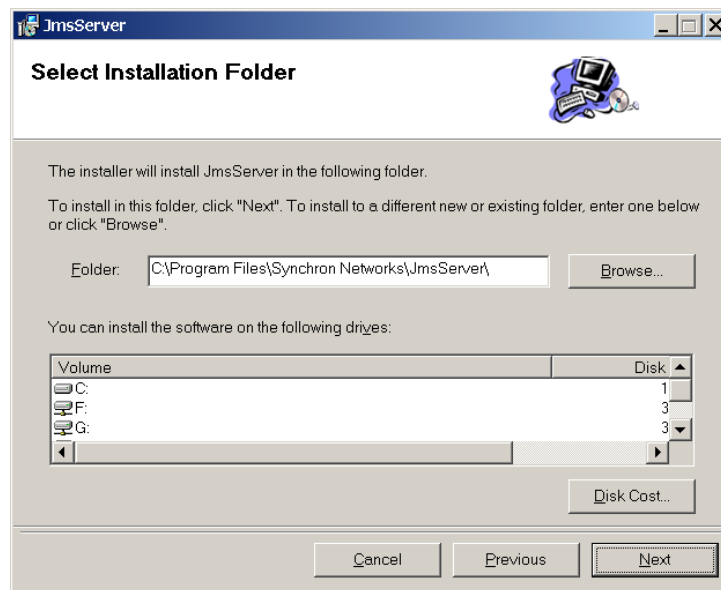 JmsServer
Select Installation Folder
The installer will install JmsServer in the following folder.
To install in this folder, click "Next". To install to a different new or existing folder, enter one below
or click "Browse".
Folder: C:\Program Files\Synchron Networks\JmsServer\ Browse...
You can install the software on the following drives:
Volume Disk
C: 1
F: 3
G: 3
Disk Cost...
Cancel Previous Next